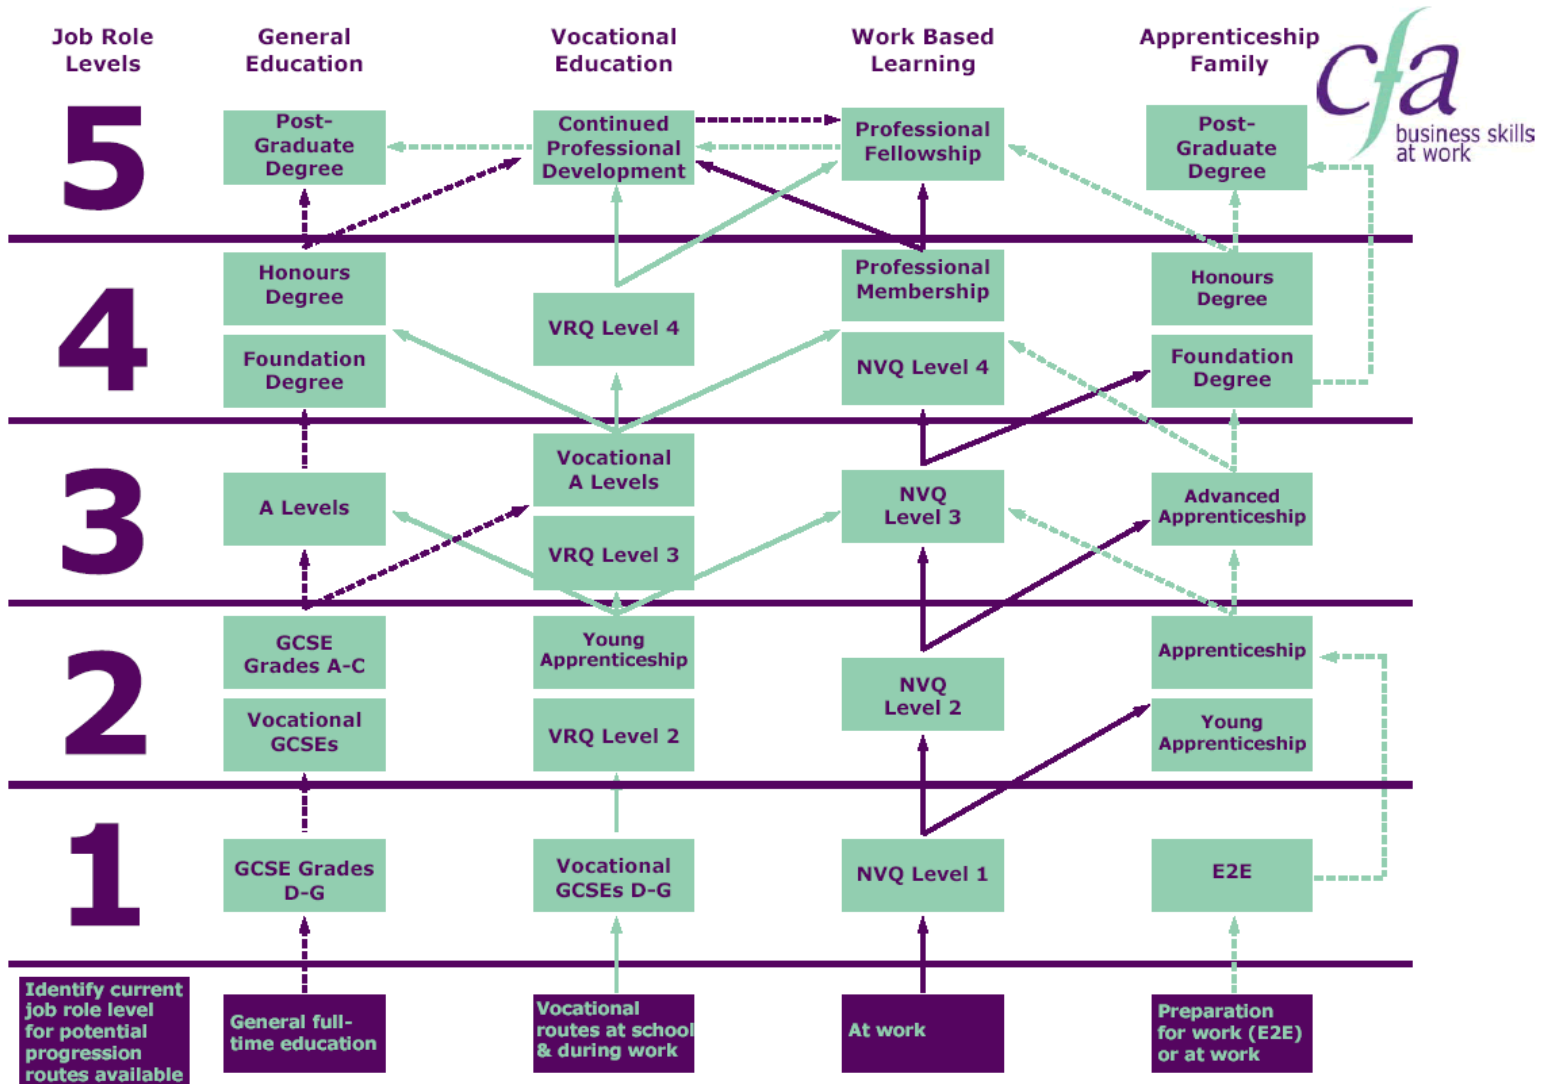 Job Role
Levels
General
Education
Vocational
Education
Work Based
Learning
Apprenticeship
Family
cfa
business skills
at work
5
Post-
Graduate
Degree
Continued
Professional
Development
Professional
Fellowship
Post-
Graduate
Degree
4
Honours
Degree
Foundation
Degree
VRQ Level 4
Professional
Membership
NVQ Level 4
Honours
Degree
Foundation
Degree
3
A Levels
Vocational
A Levels
VRQ Level 3
NVQ
Level 3
Advanced
Apprenticeship
2
GCSE
Grades A-C
Vocational
GCSEs
Young
Apprenticeship
VRQ Level 2
NVQ
Level 2
Apprenticeship
Young
Apprenticeship
1
GCSE Grades
D-G
Vocational
GCSEs D-G
NVQ Level 1
E2E
Identify current
job role level
for potential
progression
routes available
General full-
time education
Vocational
routes at school
& during work
At work
Preparation
for work (E2E)
or at work